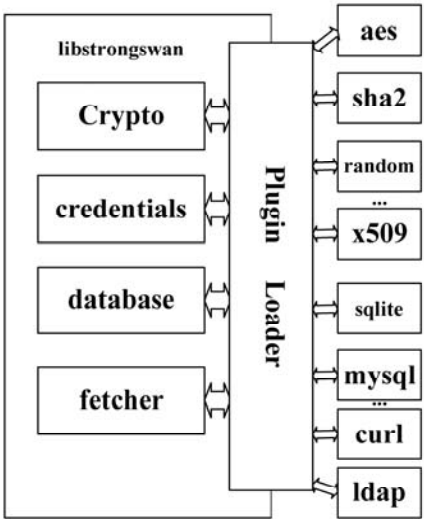 libstrongswan
Crypto
credentials
database
fetcher
Plugin Loader
aes
sha2
random
...
x509
sqlite
mysql
...
curl
ldap